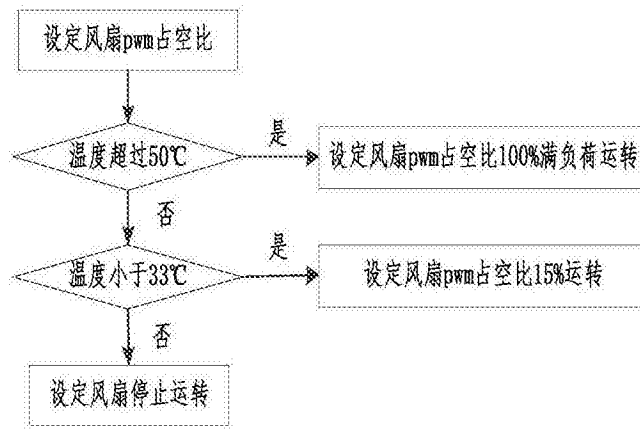 设定风扇pwm占空比
温度超过50℃
是
设定风扇pwm占空比100%满负荷运转
否
温度小于33℃
是
设定风扇pwm占空比15%运转
否
设定风扇停止运转